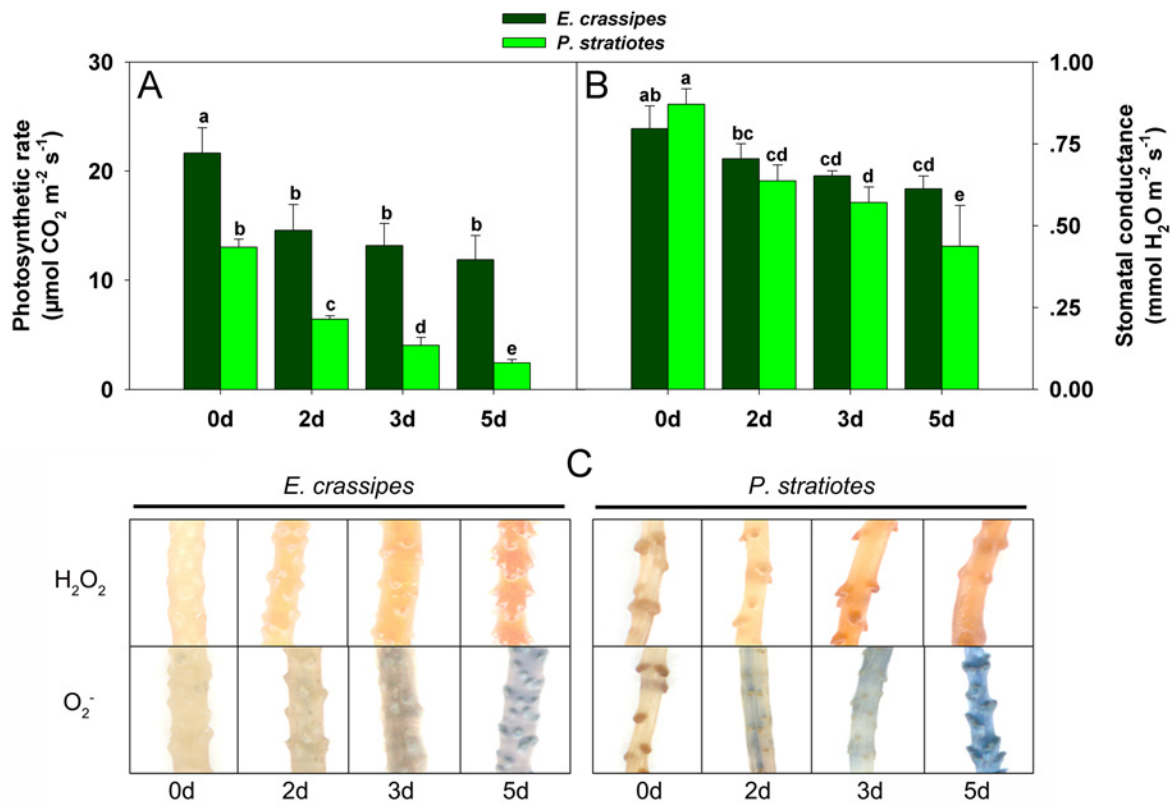 E. crassipes
P. stratiotes
A
Photosynthetic rate
(µmol CO₂ m⁻² s⁻¹)
30
20
10
0
a
b
b
c
b
d
b
e
0d 2d 3d 5d
B
ab
a
bc
cd
cd
d
cd
e
0d 2d 3d 5d
1.00
.75
.50
.25
0.00
Stomatal conductance
(mmol H₂O m⁻² s⁻¹)
C
E. crassipes
P. stratiotes
H₂O₂
O₂⁻
0d 2d 3d 5d 0d 2d 3d 5d